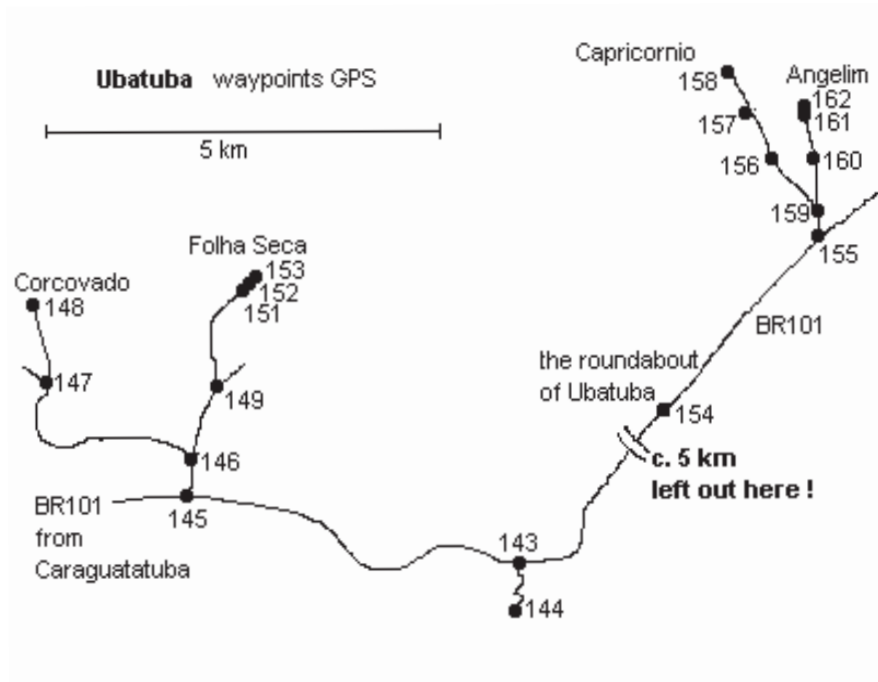 Ubatuba waypoints GPS
5 km
Capricornio
158
Angelim
162
161
157
156
160
159
155
Folha Seca
153
152
151
Corcovado
148
BR101
the roundabout
of Ubatuba
154
147
149
c. 5 km
left out here !
146
BR101
from
Caraguatatuba
145
143
144